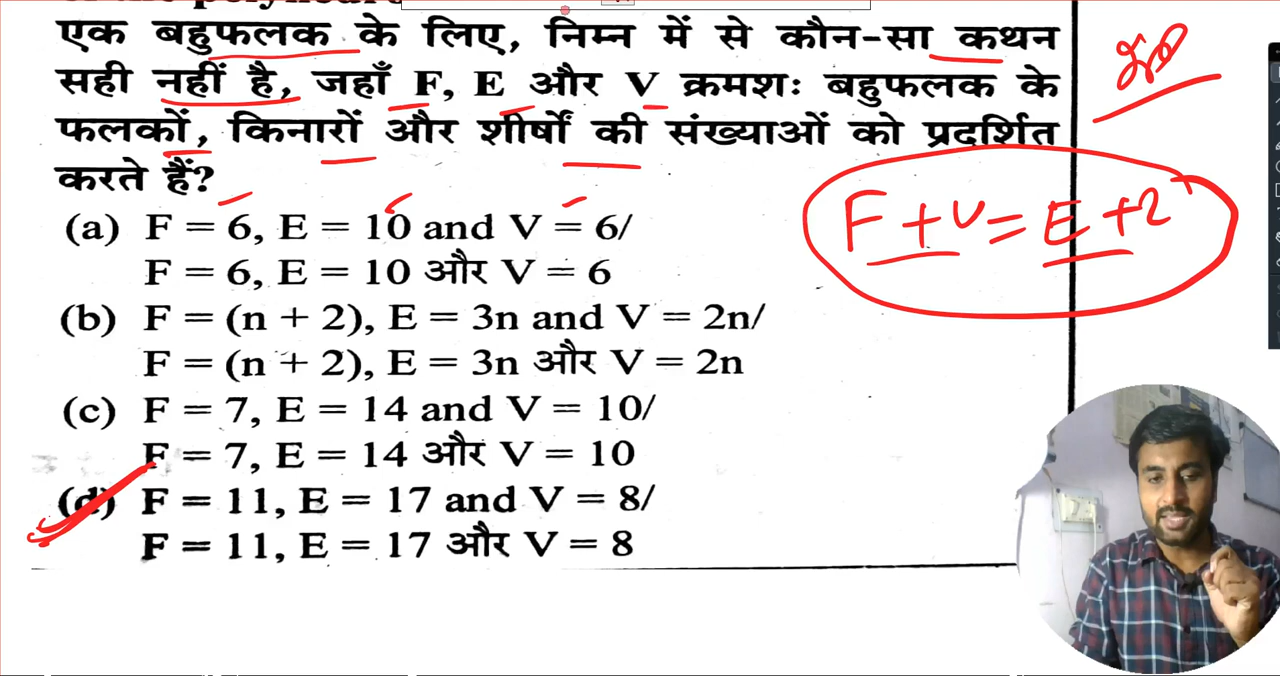 एक बहुफलक के लिए, निम्न में से कौन-सा कथन
सही नहीं है, जहाँ F, E और V क्रमशः बहुफलक के
फलकों, किनारों और शीर्षों की संख्याओं को प्रदर्शित
करते हैं?
(a) F = 6, E = 10 and V = 6/
F = 6, E = 10 और V = 6
(b) F = (n + 2), E = 3n and V = 2n/
F = (n + 2), E = 3n और V = 2n
(c) F = 7, E = 14 and V = 10/
F = 7, E = 14 और V = 10
(d) F = 11, E = 17 and V = 8/
F = 11, E = 17 और V = 8
F + V = E + 2